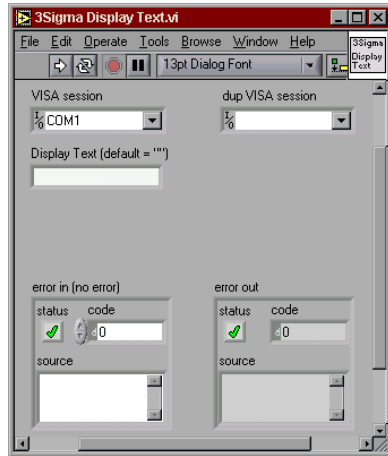 3Sigma Display Text.vi
File Edit Operate Tools Browse Window Help
3Sigma
Display
Text
13pt Dialog Font
VISA session
dup VISA session
I/O COM1
I/O
Display Text (default = "")
error in (no error)
error out
status code
status code
d 0
d 0
source
source